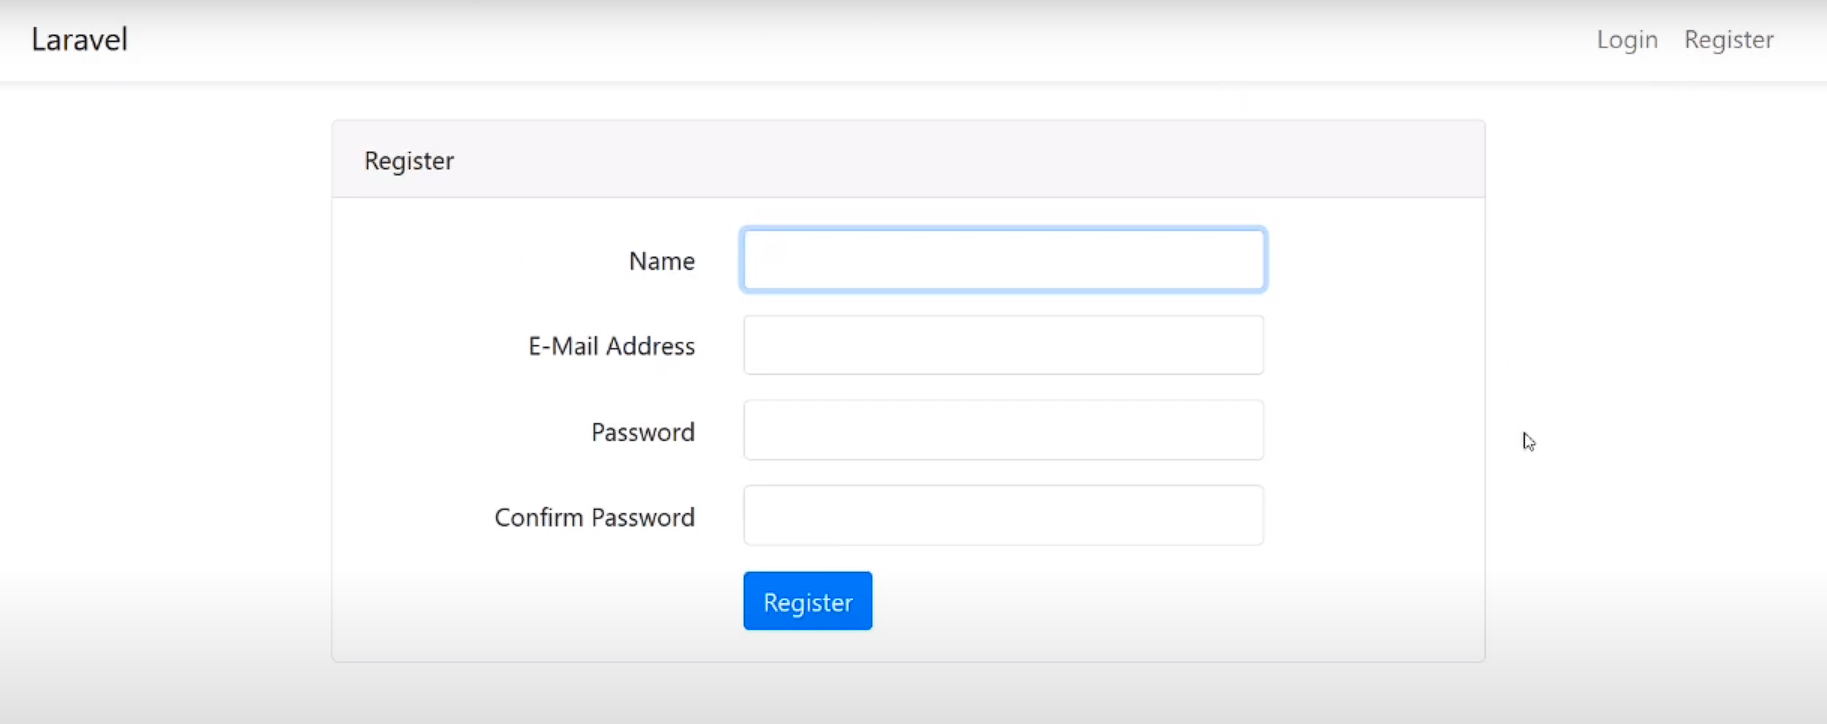 Laravel
Login Register
Register
Name
E-Mail Address
Password
Confirm Password
Register